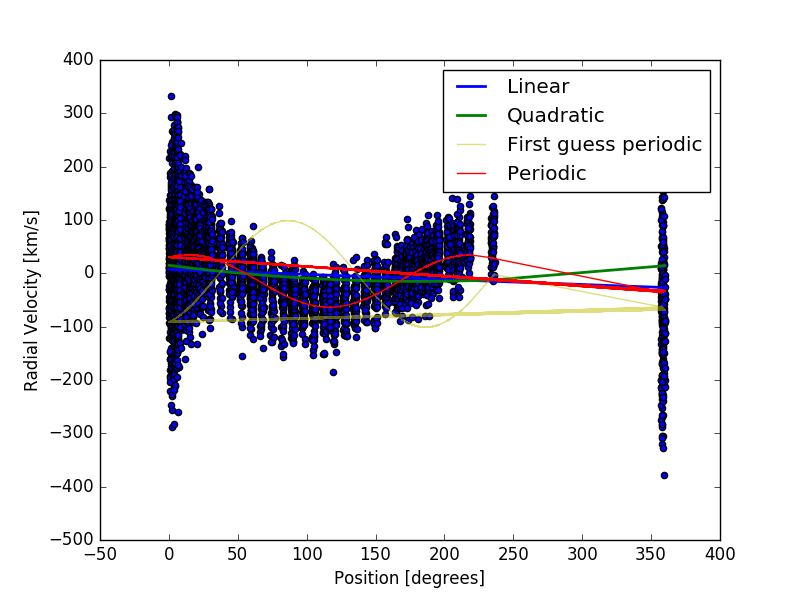 400
300
200
100
0
−100
−200
−300
−400
−500
Radial Velocity [km/s]
Linear
Quadratic
First guess periodic
Periodic
−50 0 50 100 150 200 250 300 350 400
Position [degrees]